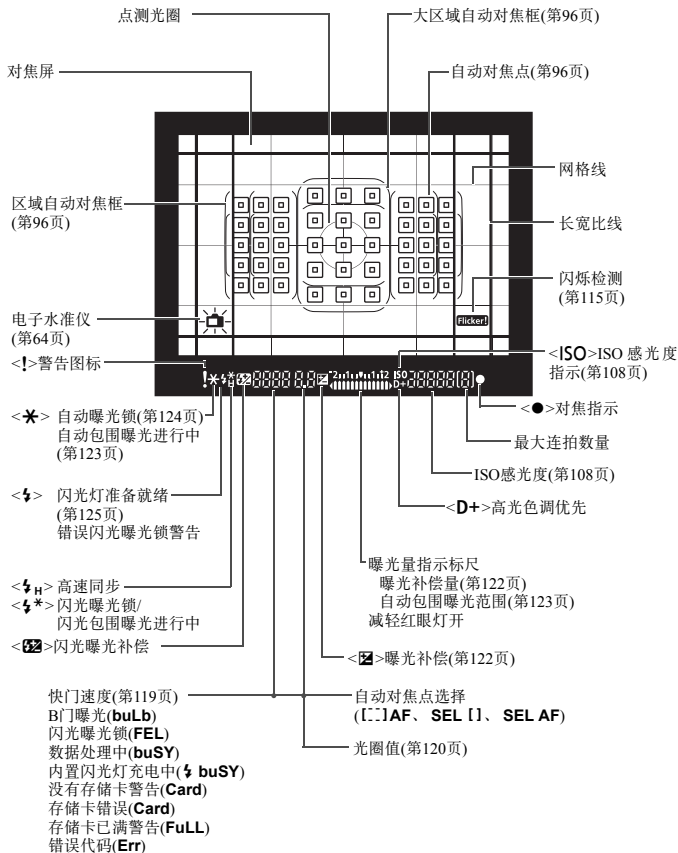 点测光圈
大区域自动对焦框(第96页)
对焦屏
自动对焦点(第96页)
网格线
区域自动对焦框
(第96页)
长宽比线
闪烁检测
(第115页)
Flicker!
电子水准仪
(第64页)
<!>警告图标
<ISO>ISO 感光度
指示(第108页)
<●>对焦指示
<✱> 自动曝光锁(第124页)
自动包围曝光进行中
(第123页)
最大连拍数量
ISO感光度(第108页)
<D+>高光色调优先
<⚡> 闪光灯准备就绪
(第125页)
错误闪光曝光锁警告
曝光量指示标尺
曝光补偿量(第122页)
自动包围曝光范围(第123页)
减轻红眼灯开
<⚡H> 高速同步
<⚡*> 闪光曝光锁/
闪光包围曝光进行中
<⚡±>闪光曝光补偿
<±>曝光补偿(第122页)
快门速度(第119页)
B门曝光(buLb)
闪光曝光锁(FEL)
数据处理中(buSY)
内置闪光灯充电中(⚡ buSY)
没有存储卡警告(Card)
存储卡错误(Card)
存储卡已满警告(FuLL)
错误代码(Err)
自动对焦点选择
([ ]AF、 SEL [ ]、 SEL AF)
光圈值(第120页)